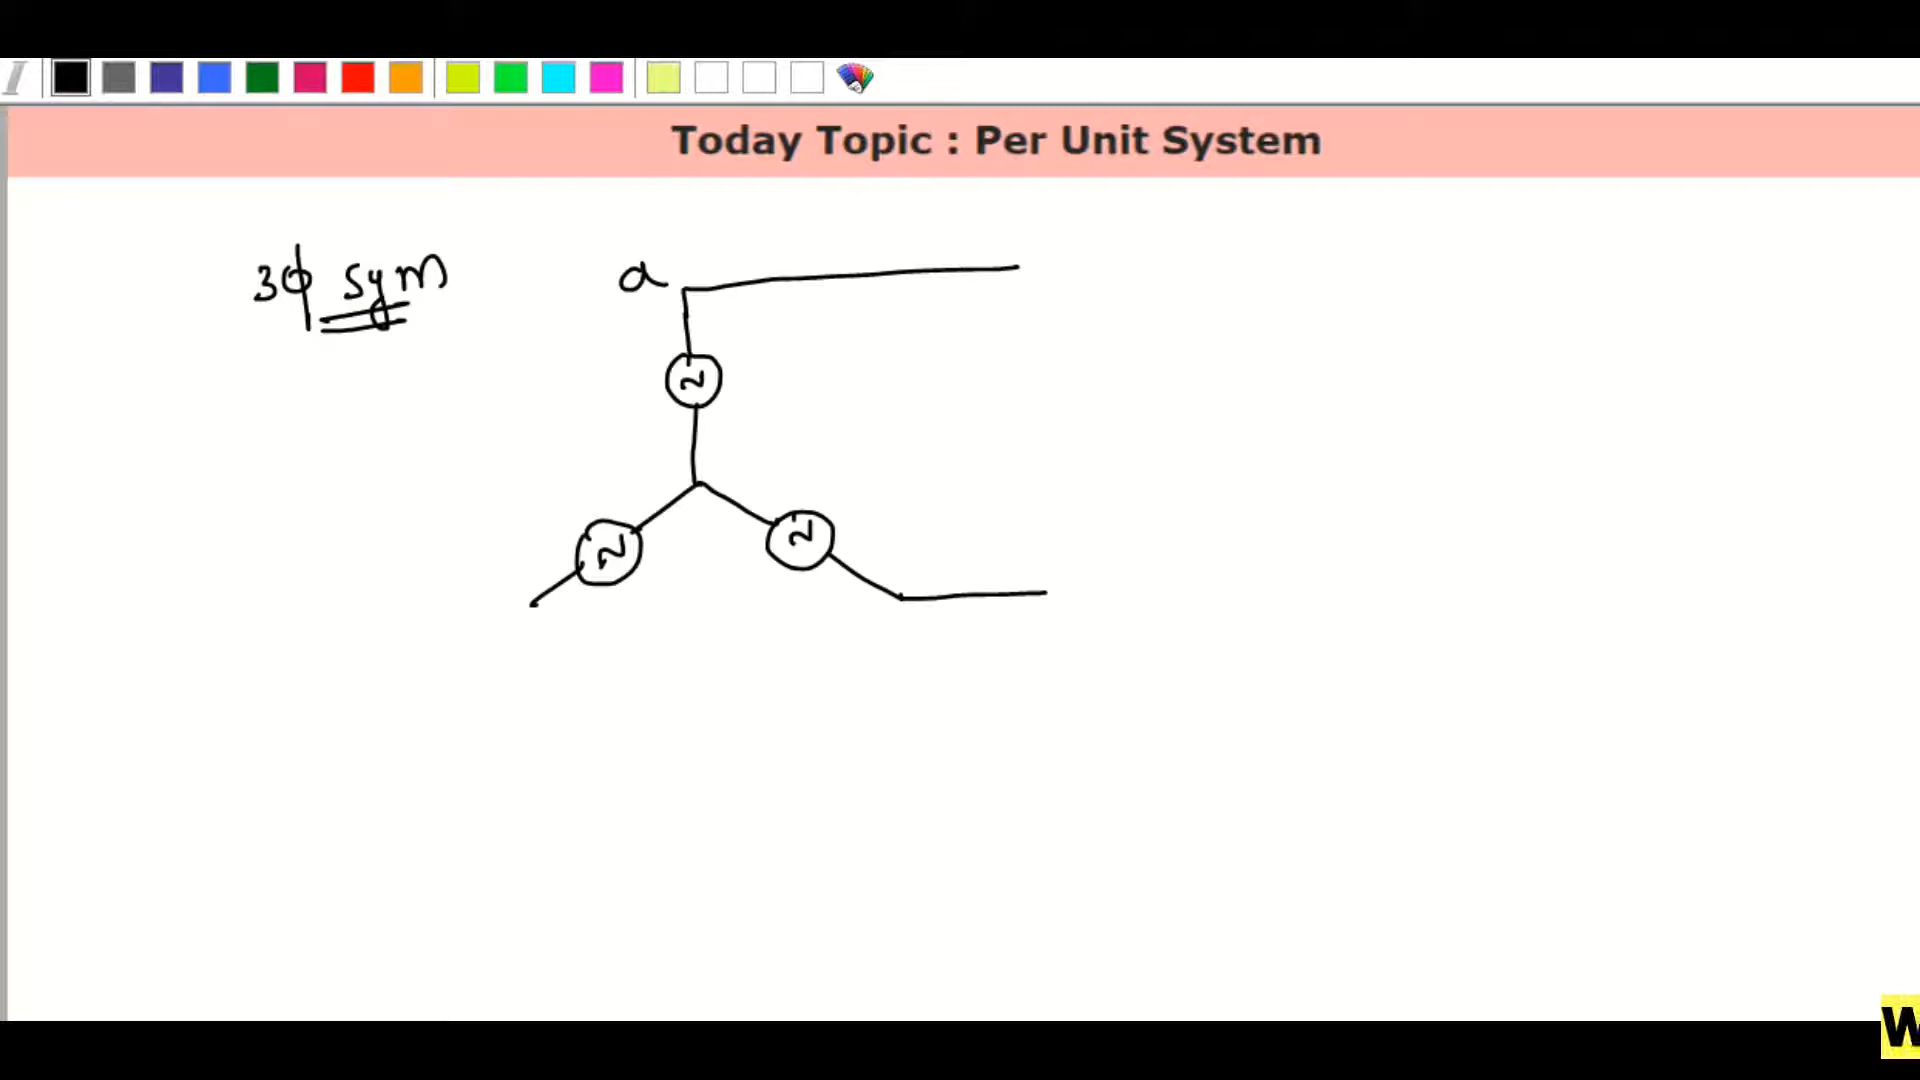 Today Topic : Per Unit System
3ϕ sym
a
W